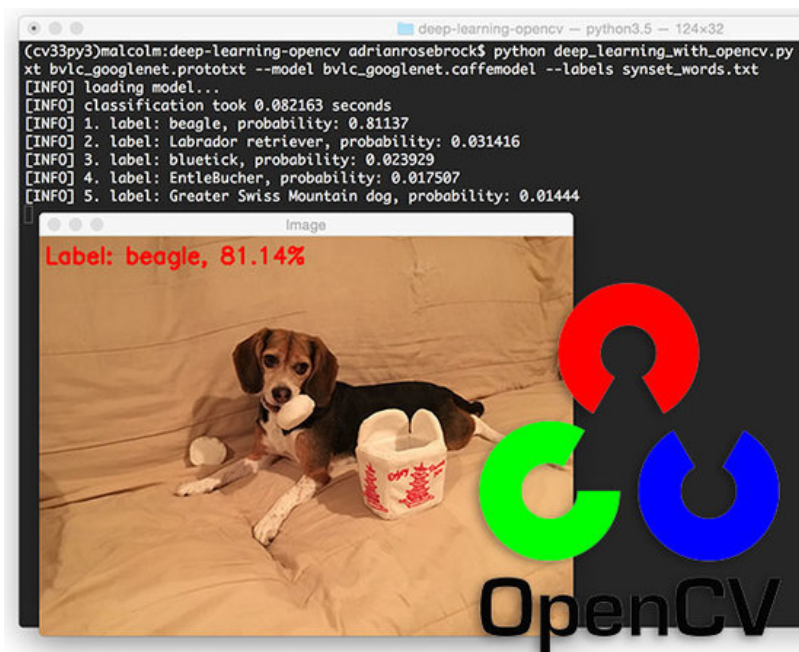 deep-learning-opencv — python3.5 — 124×32
(cv33py3)malcolm:deep-learning-opencv adrianrosebrock$ python deep_learning_with_opencv.py
xt bvlc_googlenet.prototxt --model bvlc_googlenet.caffemodel --labels synset_words.txt
[INFO] loading model...
[INFO] classification took 0.082163 seconds
[INFO] 1. label: beagle, probability: 0.81137
[INFO] 2. label: Labrador retriever, probability: 0.031416
[INFO] 3. label: bluetick, probability: 0.023929
[INFO] 4. label: EntleBucher, probability: 0.017507
[INFO] 5. label: Greater Swiss Mountain dog, probability: 0.01444
Image
Label: beagle, 81.14%
Enjoy
OpenCV